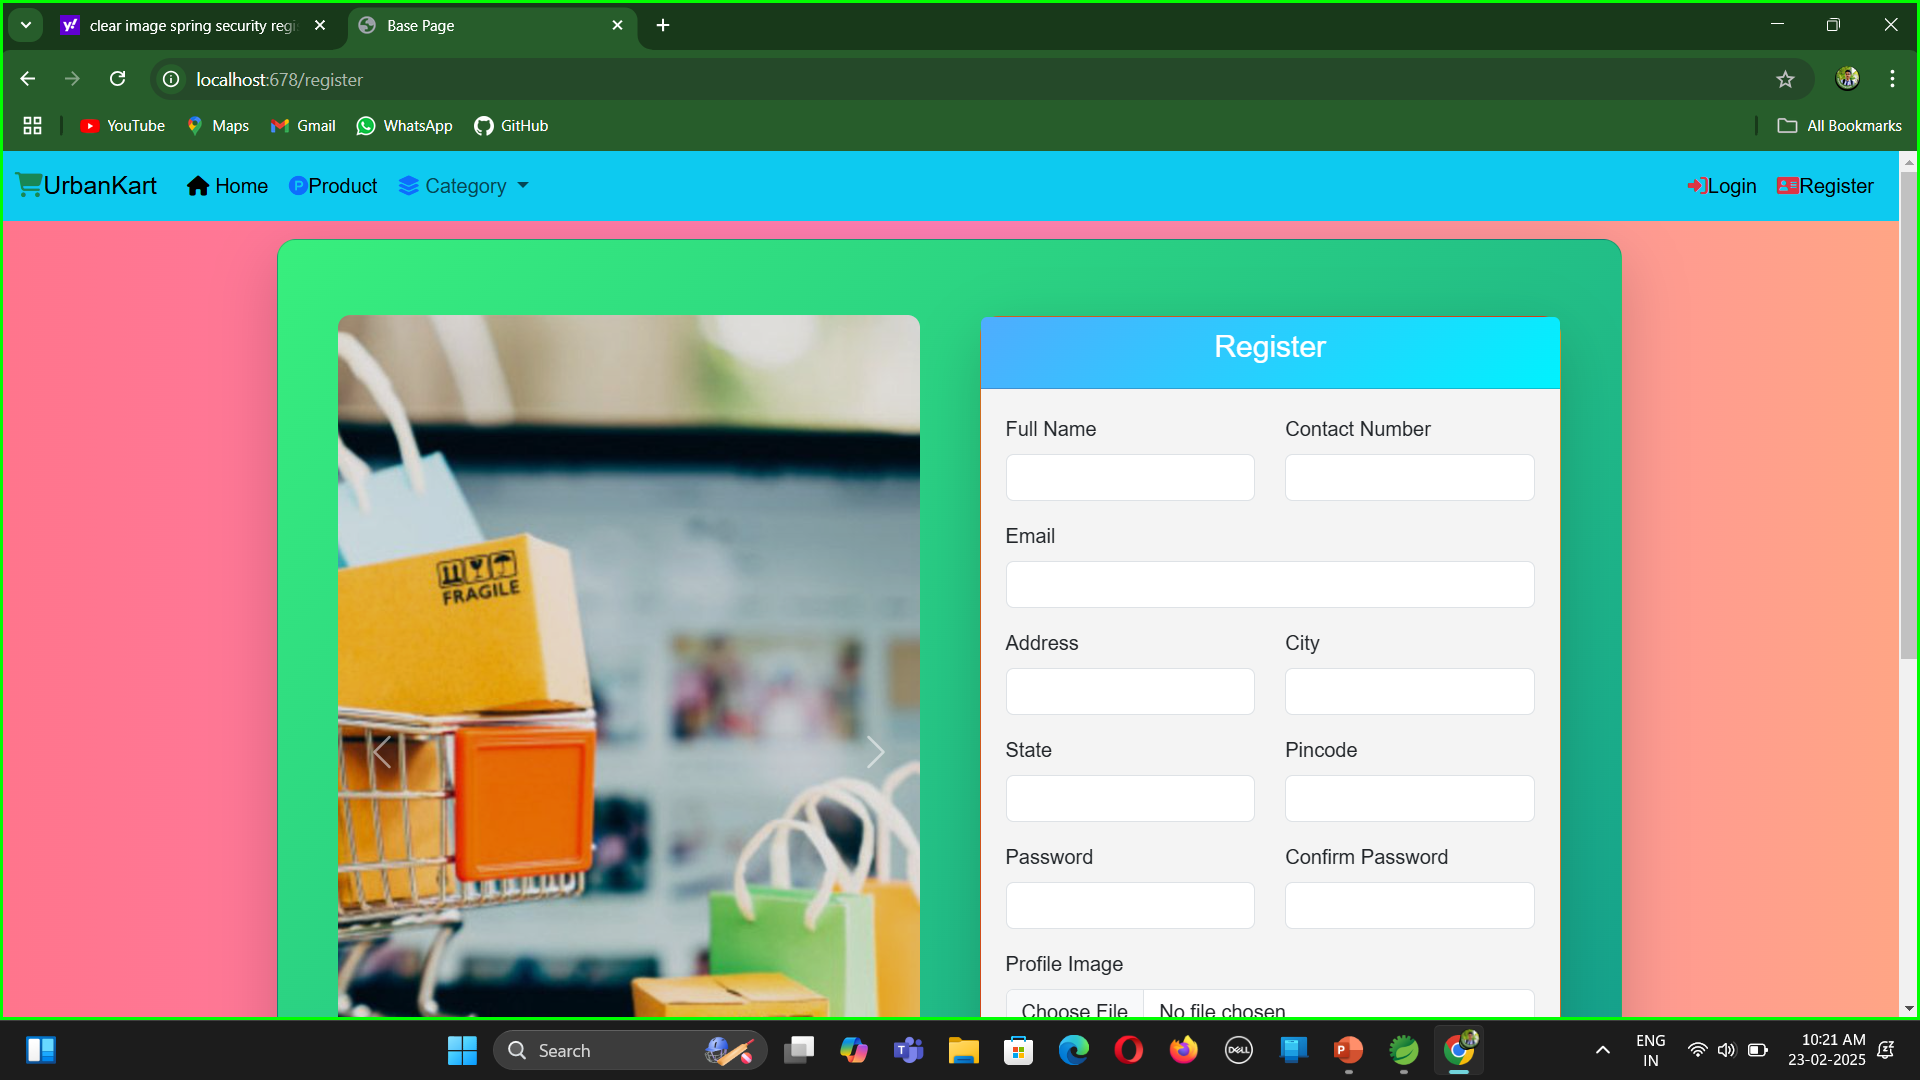 clear image spring security regi
Base Page
localhost:678/register
YouTube
Maps
Gmail
WhatsApp
GitHub
All Bookmarks
UrbanKart
Home
Product
Category
Login
Register
Register
Full Name
Contact Number
Email
FRAGILE
Address
City
State
Pincode
Password
Confirm Password
Profile Image
Choose File
No file chosen
Search
ENG
IN
10:21 AM
23-02-2025